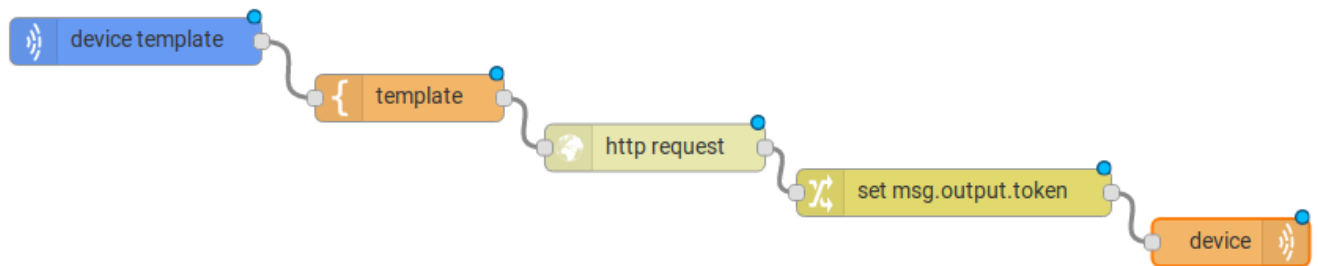 device template
template
http request
set msg.output.token
device